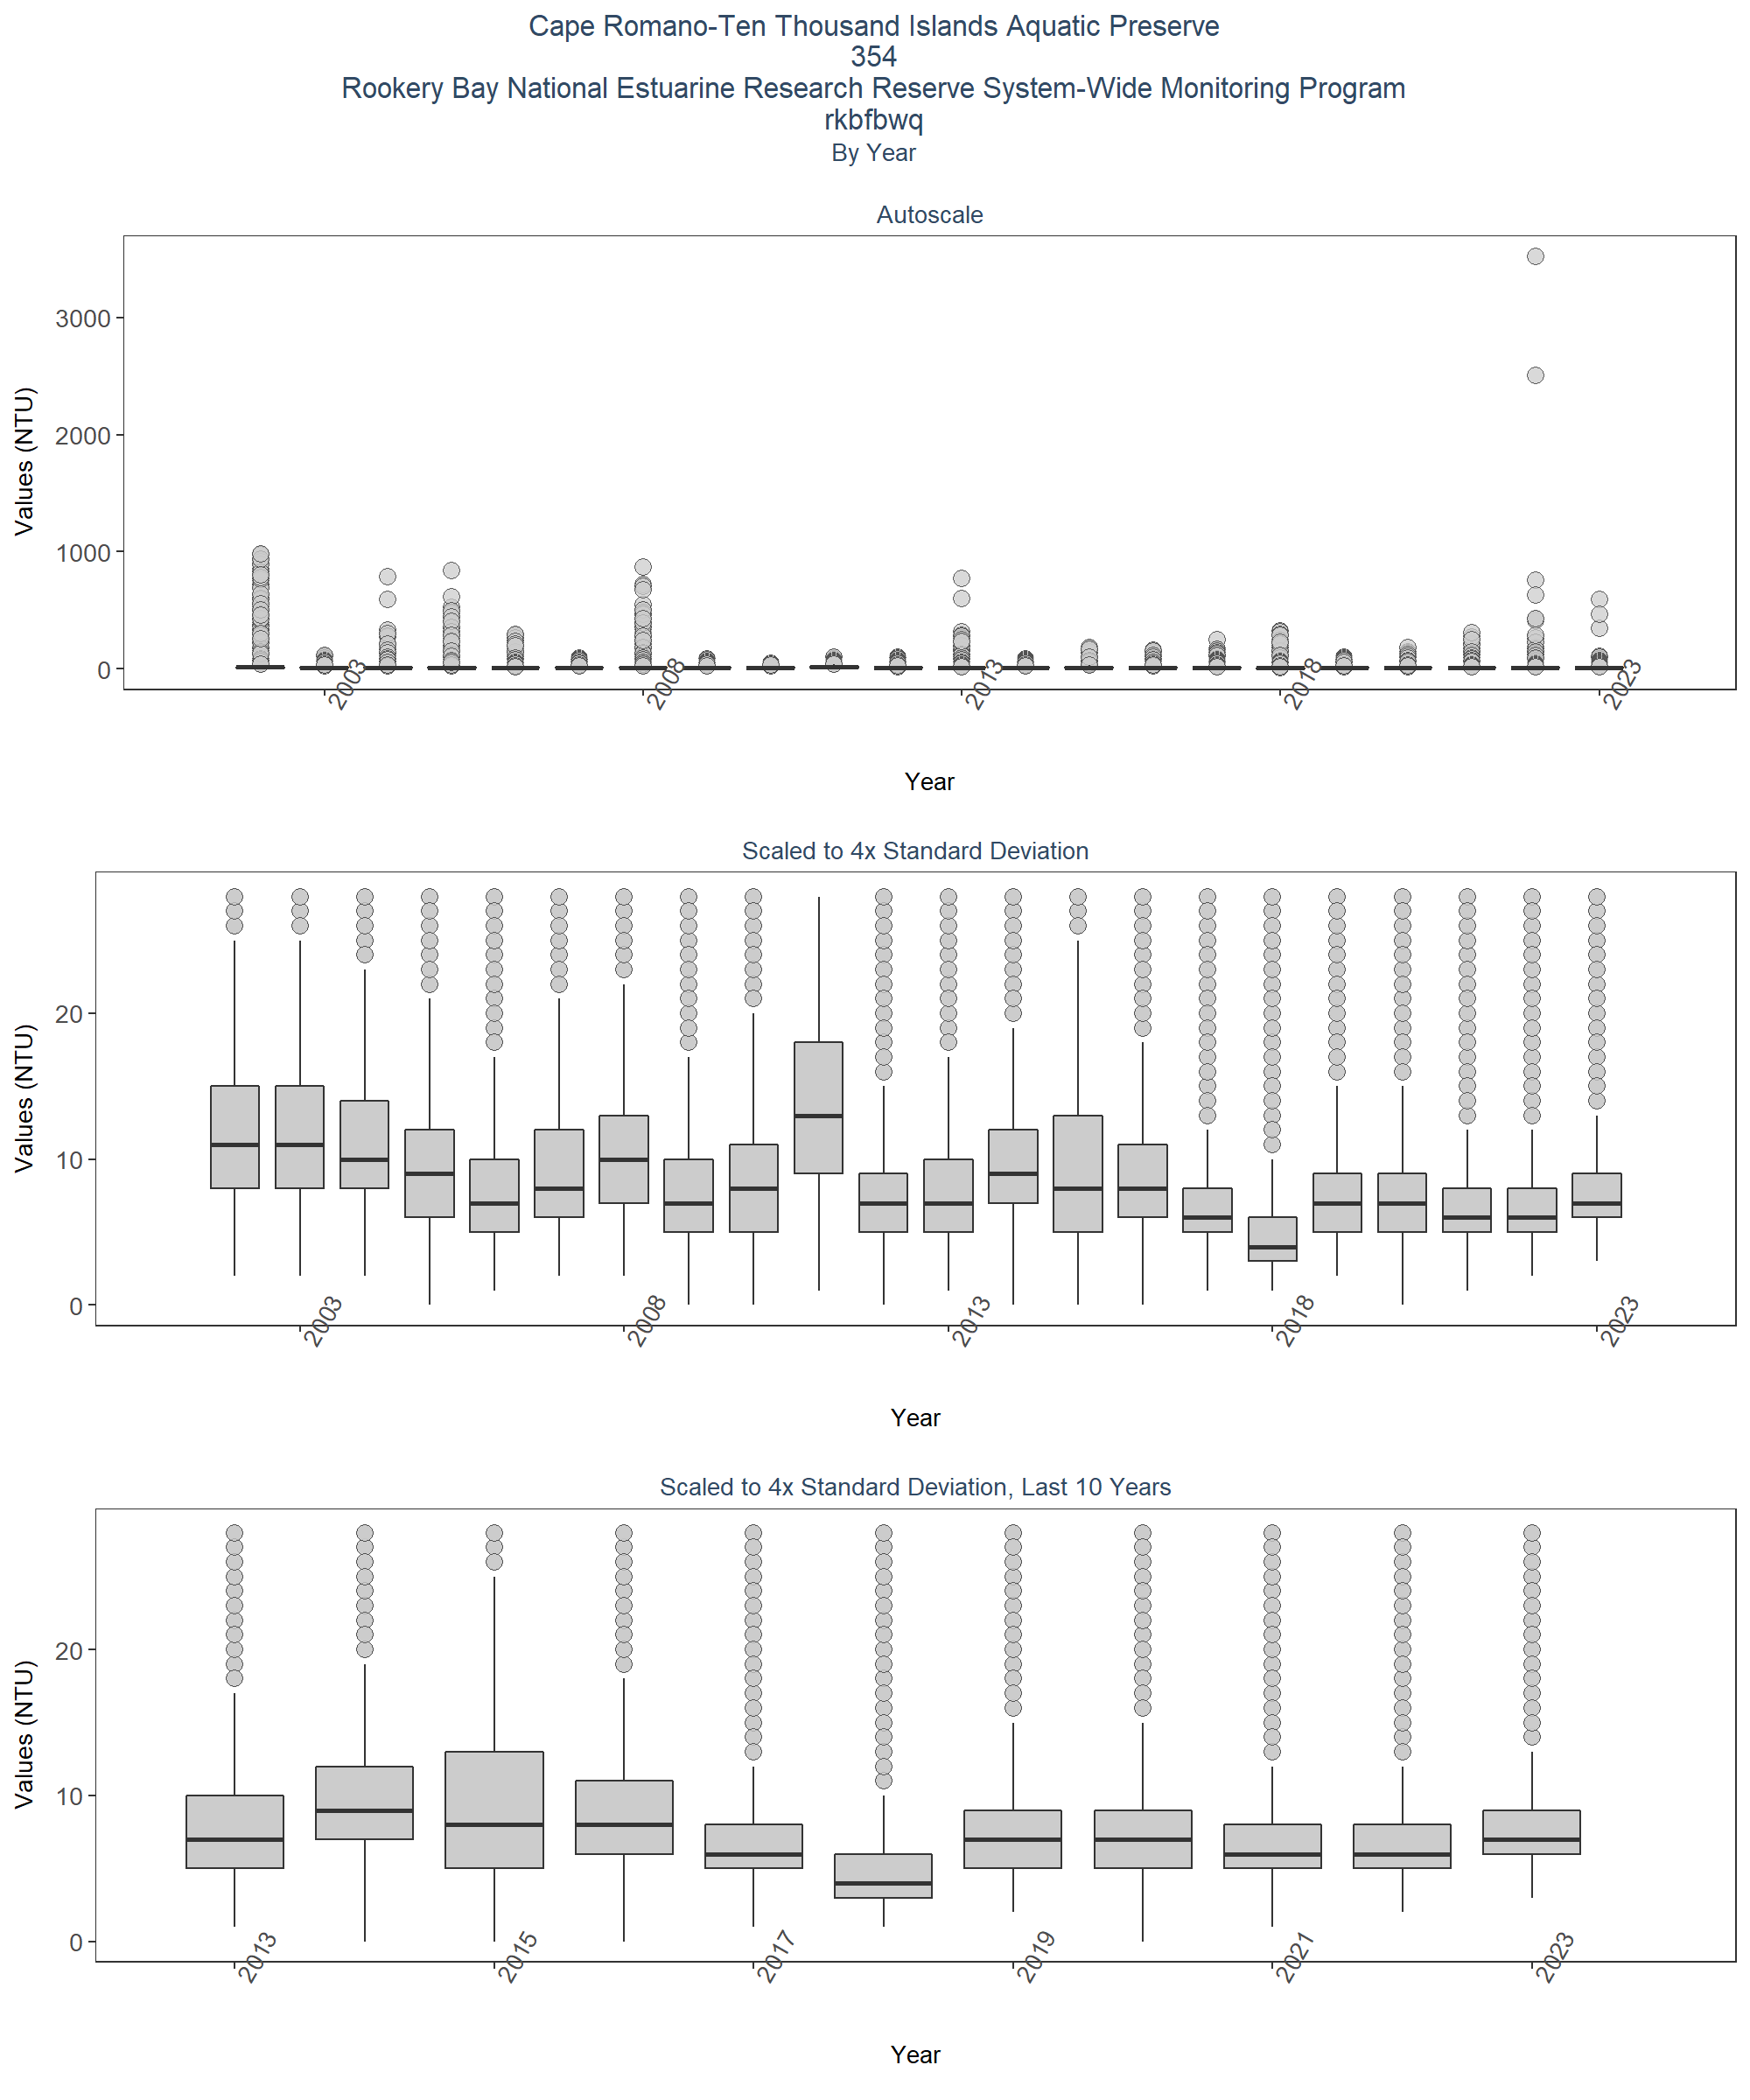 Cape Romano-Ten Thousand Islands Aquatic Preserve
354
Rookery Bay National Estuarine Research Reserve System-Wide Monitoring Program
rkbfbwq
By Year
Autoscale
Values (NTU)
3000
2000
1000
0
2003 2008 2013 2018 2023
Year
Scaled to 4x Standard Deviation
Values (NTU)
20
10
0
2003 2008 2013 2018 2023
Year
Scaled to 4x Standard Deviation, Last 10 Years
Values (NTU)
20
10
0
2013 2015 2017 2019 2021 2023
Year